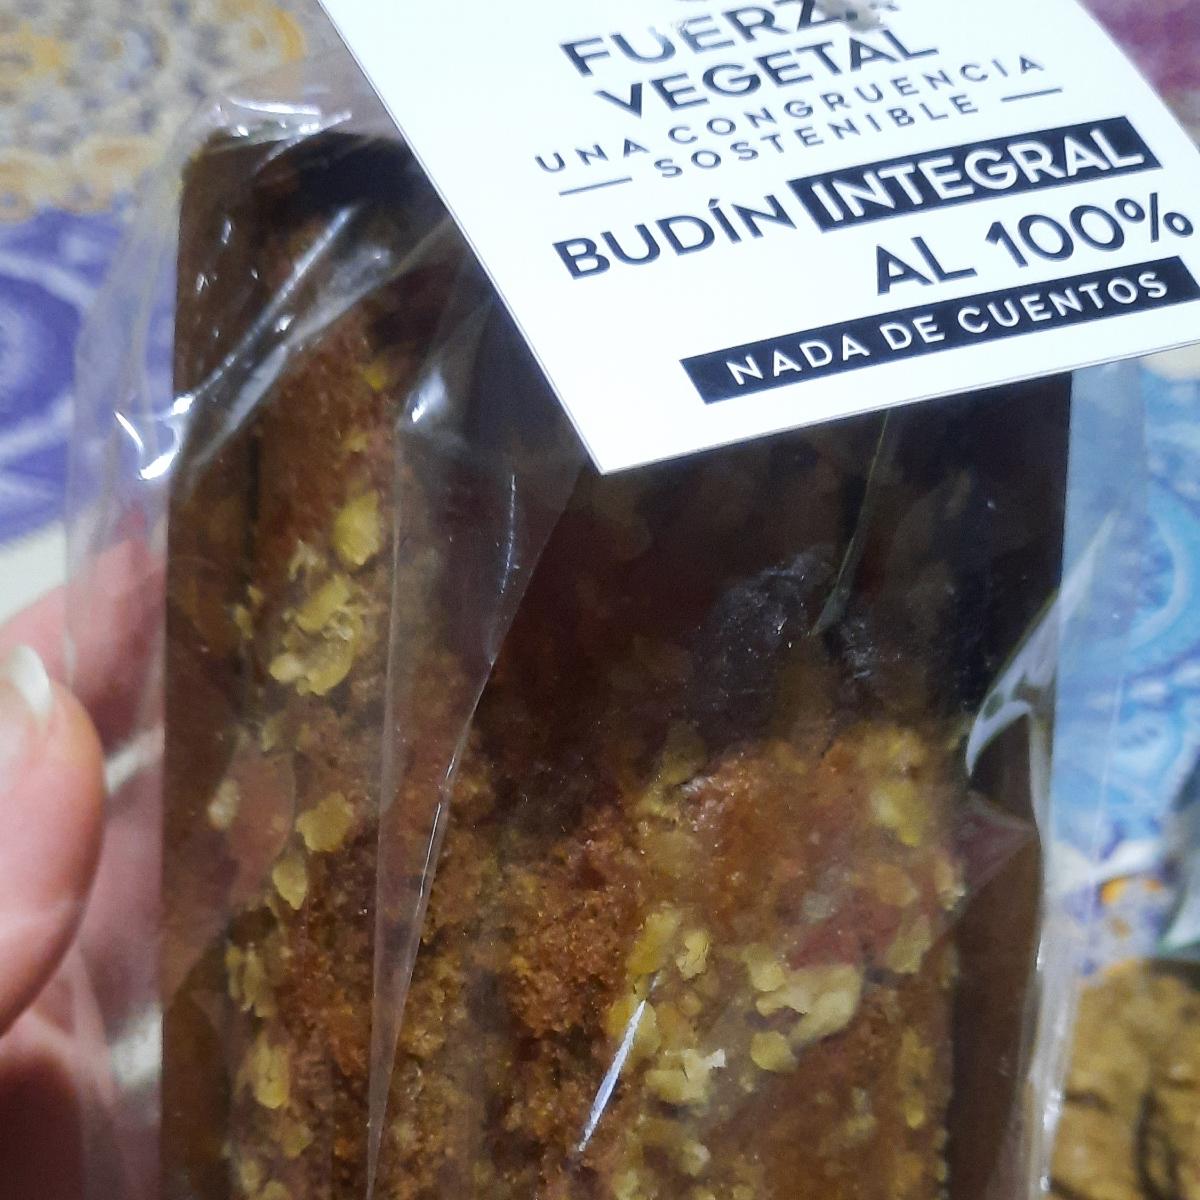 FUERZA
VEGETAL
UNA CONGRUENCIA
SOSTENIBLE
BUDÍN INTEGRAL
AL 100%
NADA DE CUENTOS